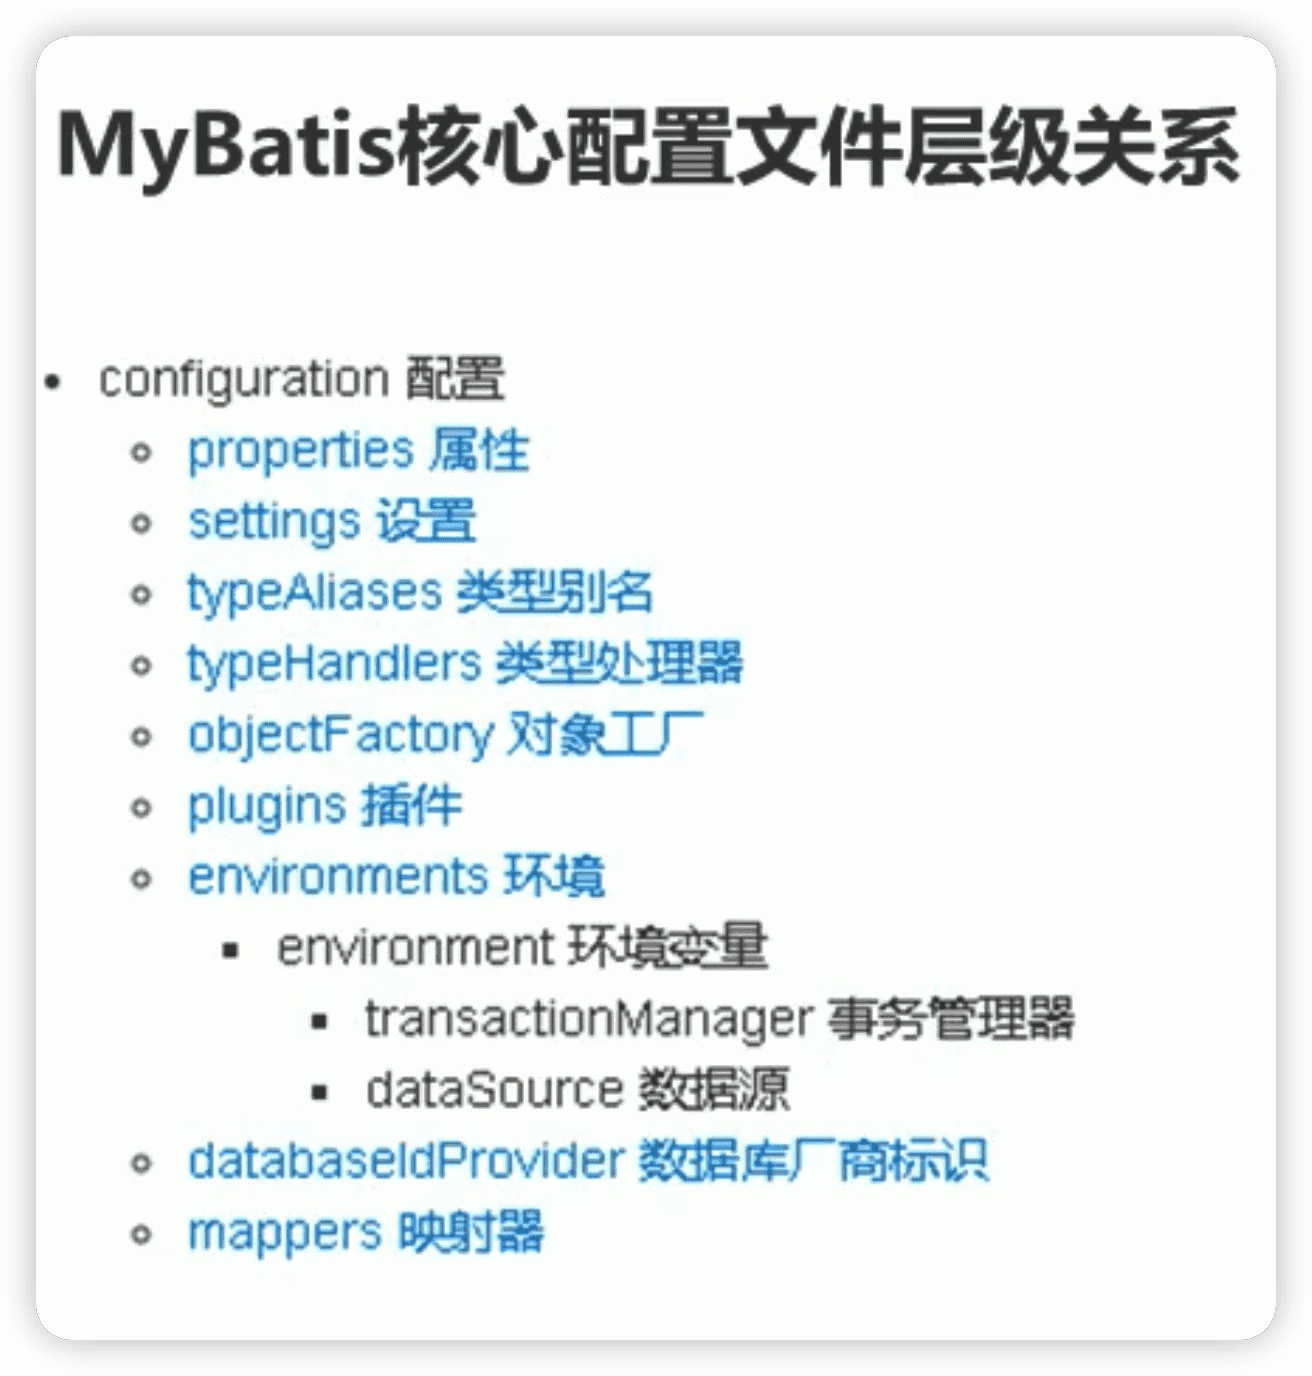 MyBatis核心配置文件层级关系
configuration 配置
properties 属性
settings 设置
typeAliases 类型别名
typeHandlers 类型处理器
objectFactory 对象工厂
plugins 插件
environments 环境
environment 环境变量
transactionManager 事务管理器
dataSource 数据源
databaseIdProvider 数据库厂商标识
mappers 映射器